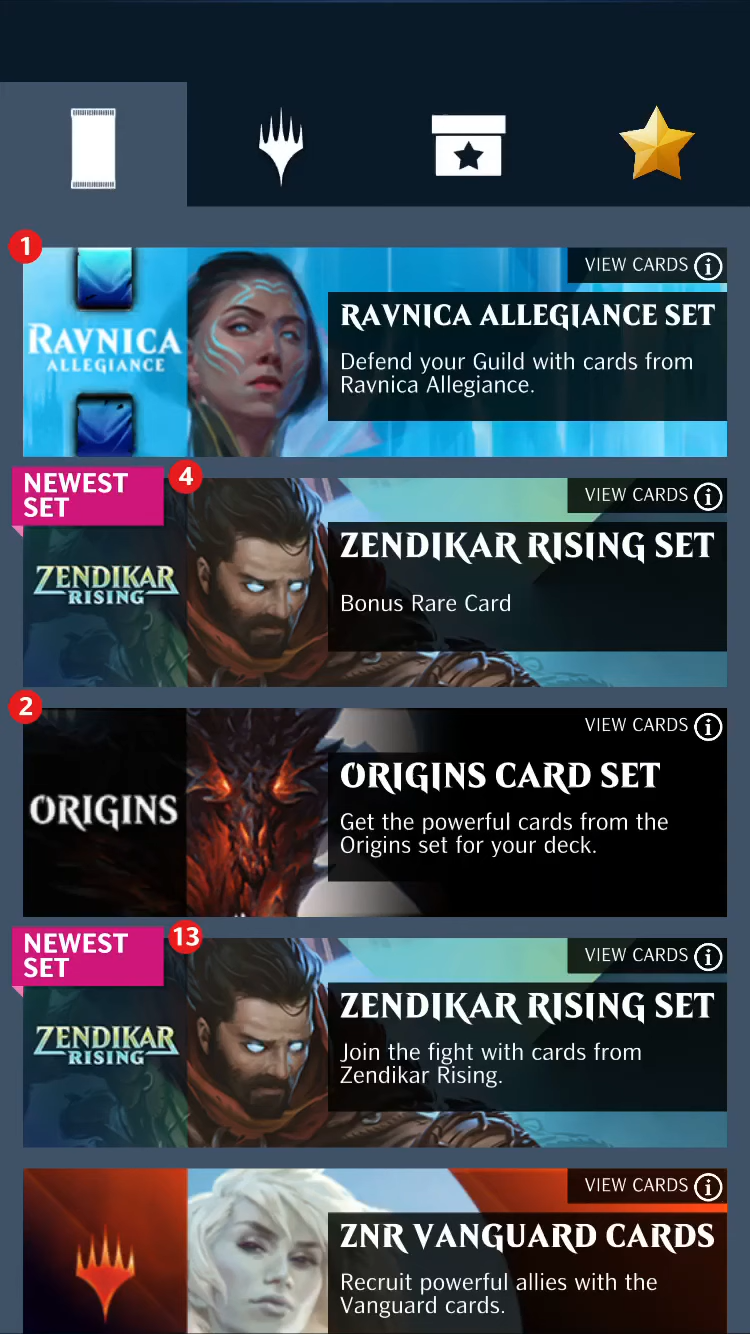 1
VIEW CARDS
RAVNICA
ALLEGIANCE
RAVNICA ALLEGIANCE SET
Defend your Guild with cards from
Ravnica Allegiance.
NEWEST
SET
4
VIEW CARDS
ZENDIKAR
RISING
ZENDIKAR RISING SET
Bonus Rare Card
2
VIEW CARDS
ORIGINS
ORIGINS CARD SET
Get the powerful cards from the
Origins set for your deck.
NEWEST
SET
13
VIEW CARDS
ZENDIKAR
RISING
ZENDIKAR RISING SET
Join the fight with cards from
Zendikar Rising.
VIEW CARDS
ZNR VANGUARD CARDS
Recruit powerful allies with the
Vanguard cards.